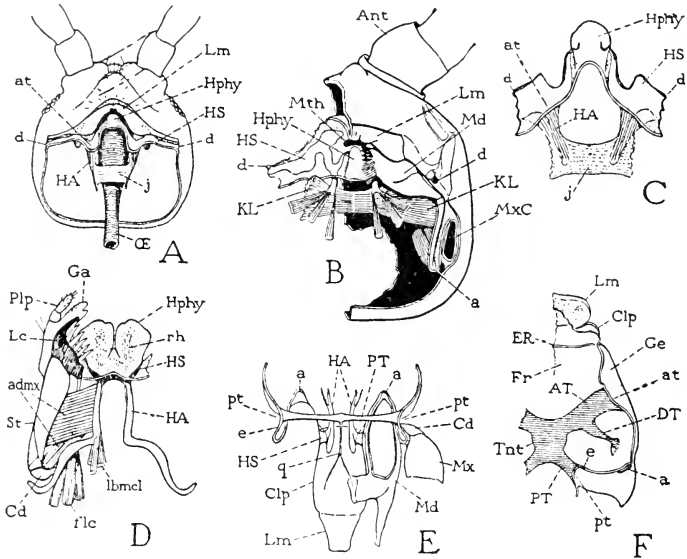 Lm
Hphy
at
HS
d
d
HA
j
Œ
A
Ant
Mth
Lm
Hphy
Md
HS
d
d
KL
KL
MxC
B
a
Hphy
at
HS
d
d
HA
j
C
Ga
Plp
Hphy
Lc
rh
HS
admx
St
HA
lbmcl
Cd
flc
D
HA
PT
a
a
pt
pt
e
Cd
HS
q
Mx
Clp
Md
Lm
E
Lm
Clp
ER
Ge
Fr
at
AT
DT
Tnt
e
a
PT
pt
F